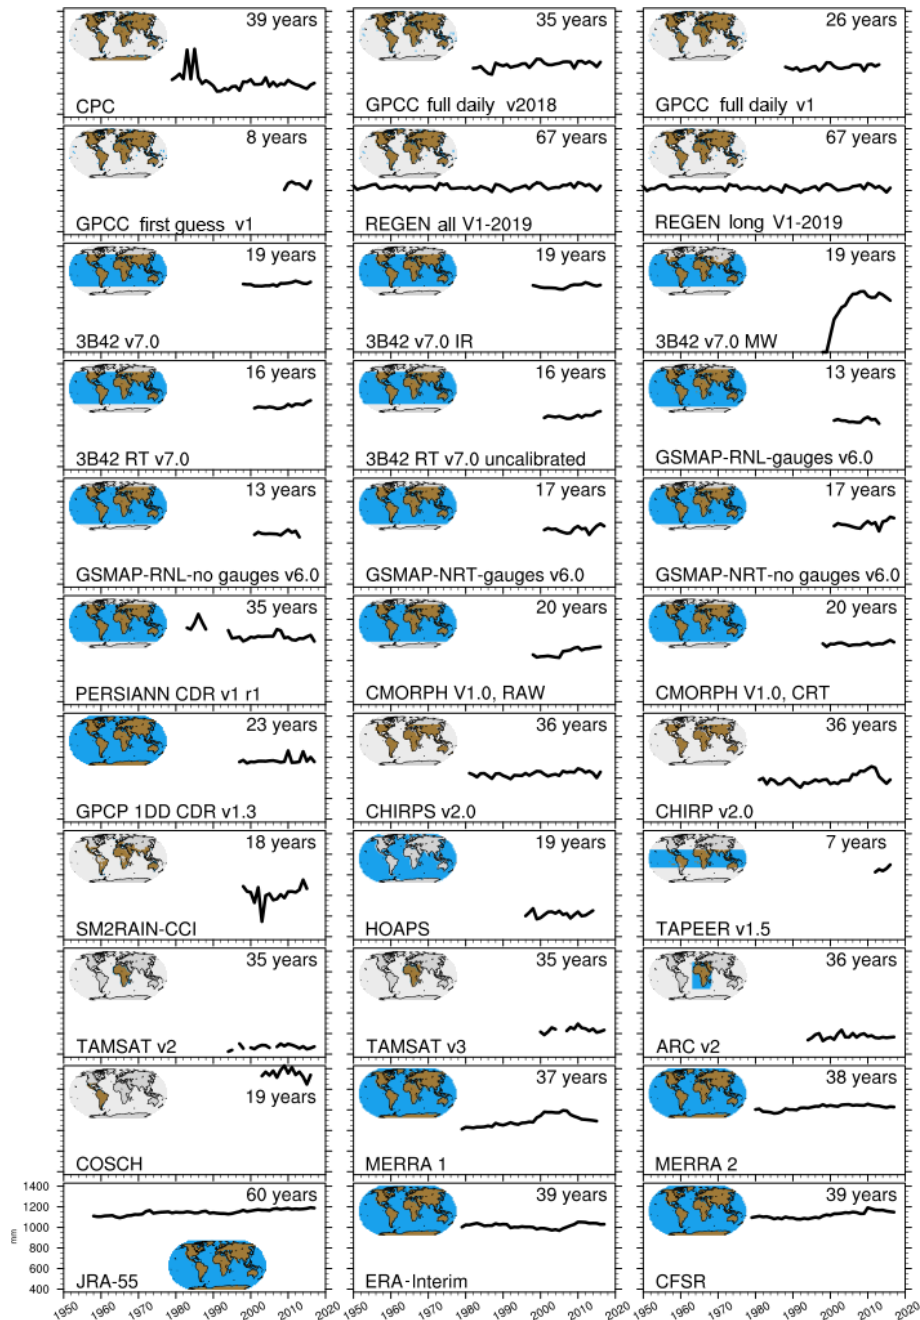 39 years
35 years
26 years
CPC
GPCC full daily v2018
GPCC full daily v1
8 years
67 years
67 years
GPCC first guess v1
REGEN all V1-2019
REGEN long V1-2019
19 years
19 years
19 years
3B42 v7.0
3B42 v7.0 IR
3B42 v7.0 MW
16 years
16 years
13 years
3B42 RT v7.0
3B42 RT v7.0 uncalibrated
GSMAP-RNL-gauges v6.0
13 years
17 years
17 years
GSMAP-RNL-no gauges v6.0
GSMAP-NRT-gauges v6.0
GSMAP-NRT-no gauges v6.0
35 years
20 years
20 years
PERSIANN CDR v1 r1
CMORPH V1.0, RAW
CMORPH V1.0, CRT
23 years
36 years
36 years
GPCP 1DD CDR v1.3
CHIRPS v2.0
CHIRP v2.0
18 years
19 years
7 years
SM2RAIN-CCI
HOAPS
TAPEER v1.5
35 years
35 years
36 years
TAMSAT v2
TAMSAT v3
ARC v2
19 years
37 years
38 years
COSCH
MERRA 1
MERRA 2
60 years
39 years
39 years
1400
1200
1000
800
600
400
mm
JRA-55
ERA-Interim
CFSR
1950 1960 1970 1980 1990 2000 2010 2020
1950 1960 1970 1980 1990 2000 2010 2020
1950 1960 1970 1980 1990 2000 2010 2020